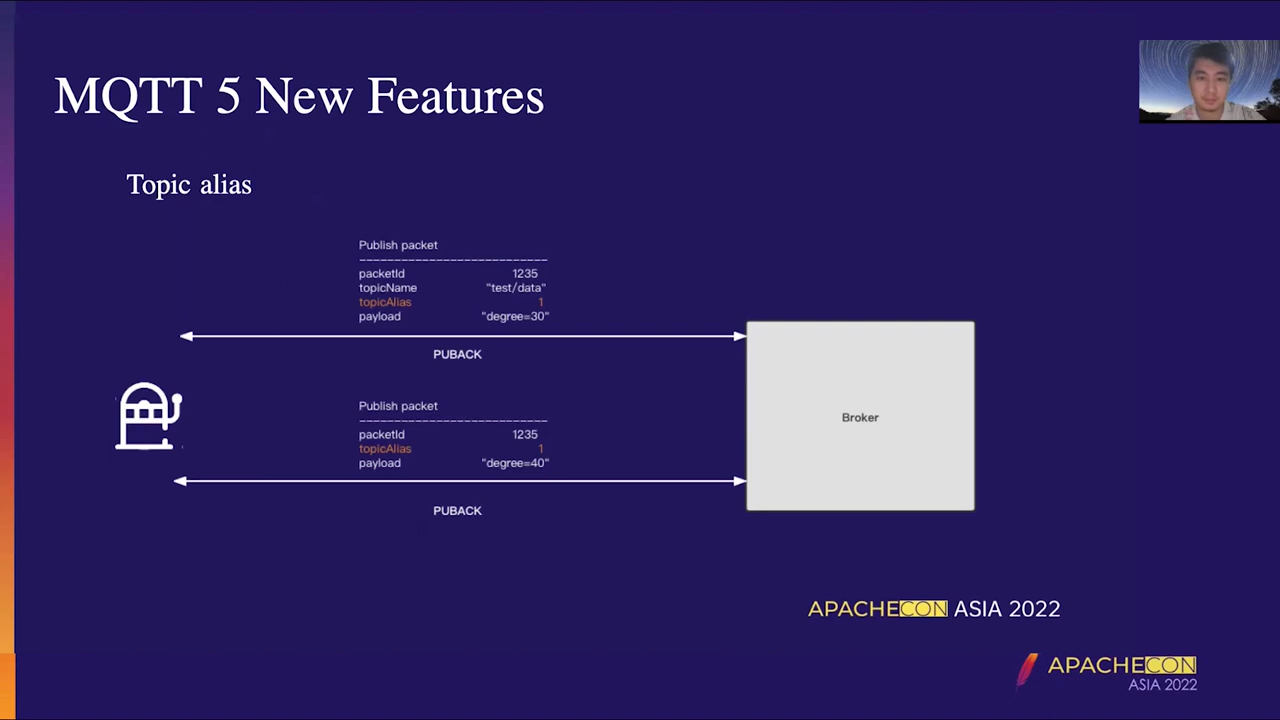 MQTT 5 New Features
Topic alias
Publish packet
---------------------------
packetId 1235
topicName "test/data"
topicAlias 1
payload "degree=30"
PUBACK
Publish packet
---------------------------
packetId 1235
topicAlias 1
payload "degree=40"
PUBACK
Broker
APACHECON ASIA 2022
APACHECON
ASIA 2022